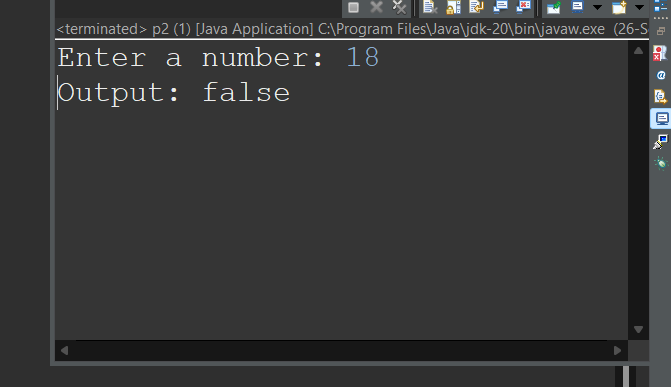 <terminated> p2 (1) [Java Application] C:\Program Files\Java\jdk-20\bin\javaw.exe (26-S
Enter a number: 18
Output: false